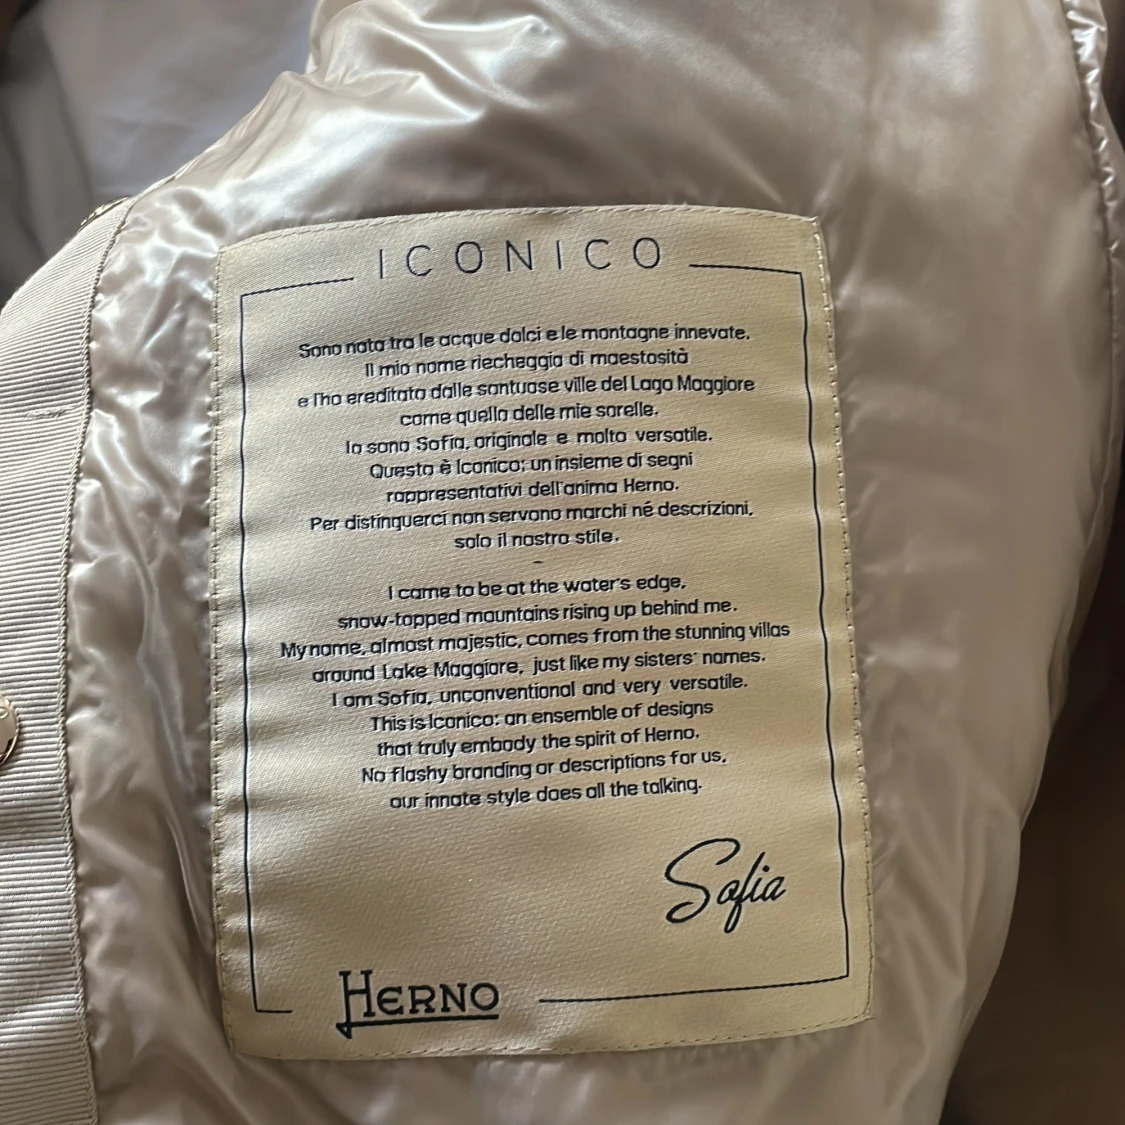 ICONICO
Sono nata tra le acque dolci e le montagne innevate.
Il mio nome riecheggia di maestosità
e l'ho ereditato dalle sontuose ville del Lago Maggiore
come quello delle mie sorelle.
Io sono Sofia, originale e molto versatile.
Questo è Iconico: un insieme di segni
rappresentativi dell'anima Herno.
Per distinguerci non servono marchi né descrizioni,
solo il nostro stile.
-
I came to be at the water's edge,
snow-topped mountains rising up behind me.
My name, almost majestic, comes from the stunning villas
around Lake Maggiore, just like my sisters' names.
I am Sofia, unconventional and very versatile.
This is Iconico: an ensemble of designs
that truly embody the spirit of Herno.
No flashy branding or descriptions for us,
our innate style does all the talking.
Sofia
HERNO